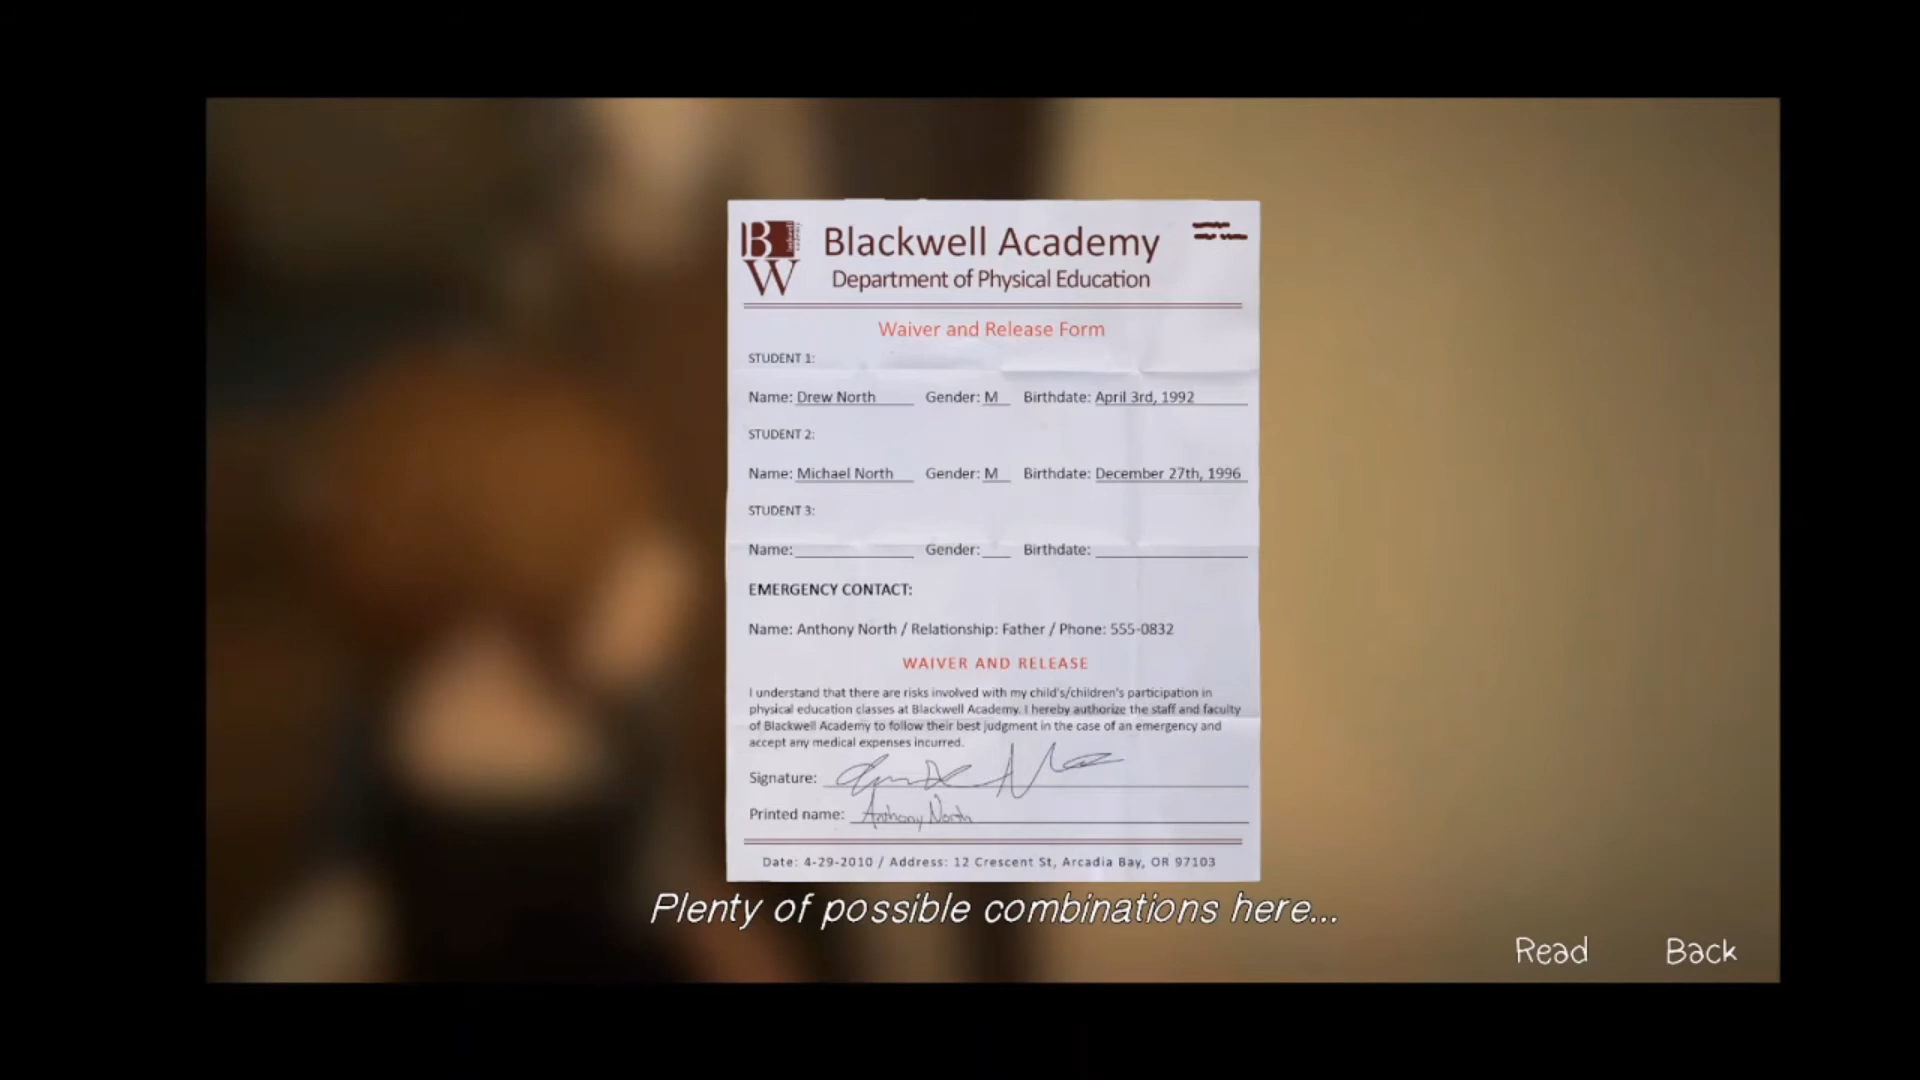 BW Blackwell Academy
Department of Physical Education
Waiver and Release Form
STUDENT 1:
Name: Drew North Gender: M Birthdate: April 3rd, 1992
STUDENT 2:
Name: Michael North Gender: M Birthdate: December 27th, 1996
STUDENT 3:
Name: Gender: Birthdate:
EMERGENCY CONTACT:
Name: Anthony North / Relationship: Father / Phone: 555-0832
WAIVER AND RELEASE
I understand that there are risks involved with my child's/children's participation in
physical education classes at Blackwell Academy. I hereby authorize the staff and faculty
of Blackwell Academy to follow their best judgment in the case of an emergency and
accept any medical expenses incurred.
Signature:
Printed name: Anthony North
Date: 4-29-2010 / Address: 12 Crescent St, Arcadia Bay, OR 97103
Plenty of possible combinations here...
Read Back